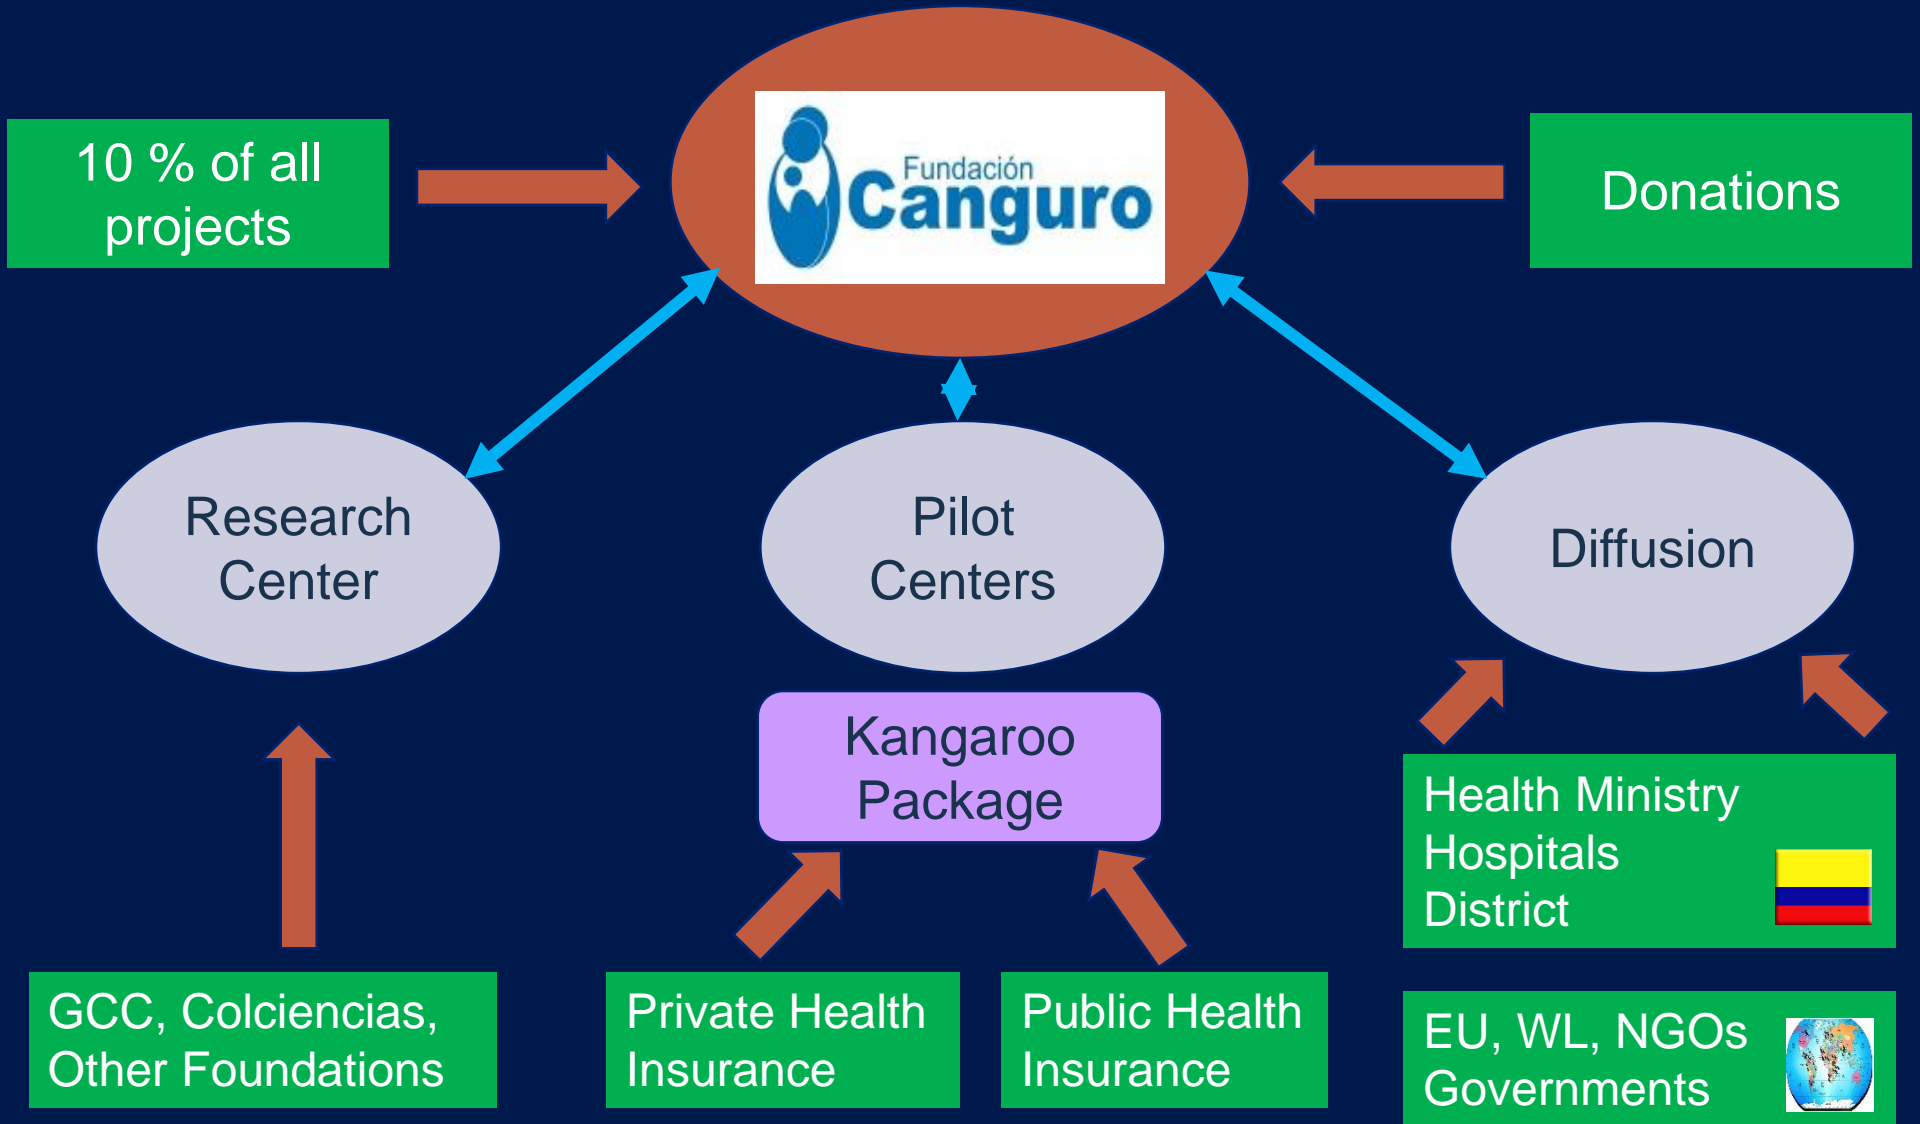 Fundación
Canguro
10 % of all
projects
Donations
Research
Center
Pilot
Centers
Diffusion
Kangaroo
Package
Health Ministry
Hospitals
District
GCC, Colciencias,
Other Foundations
Private Health
Insurance
Public Health
Insurance
EU, WL, NGOs
Governments